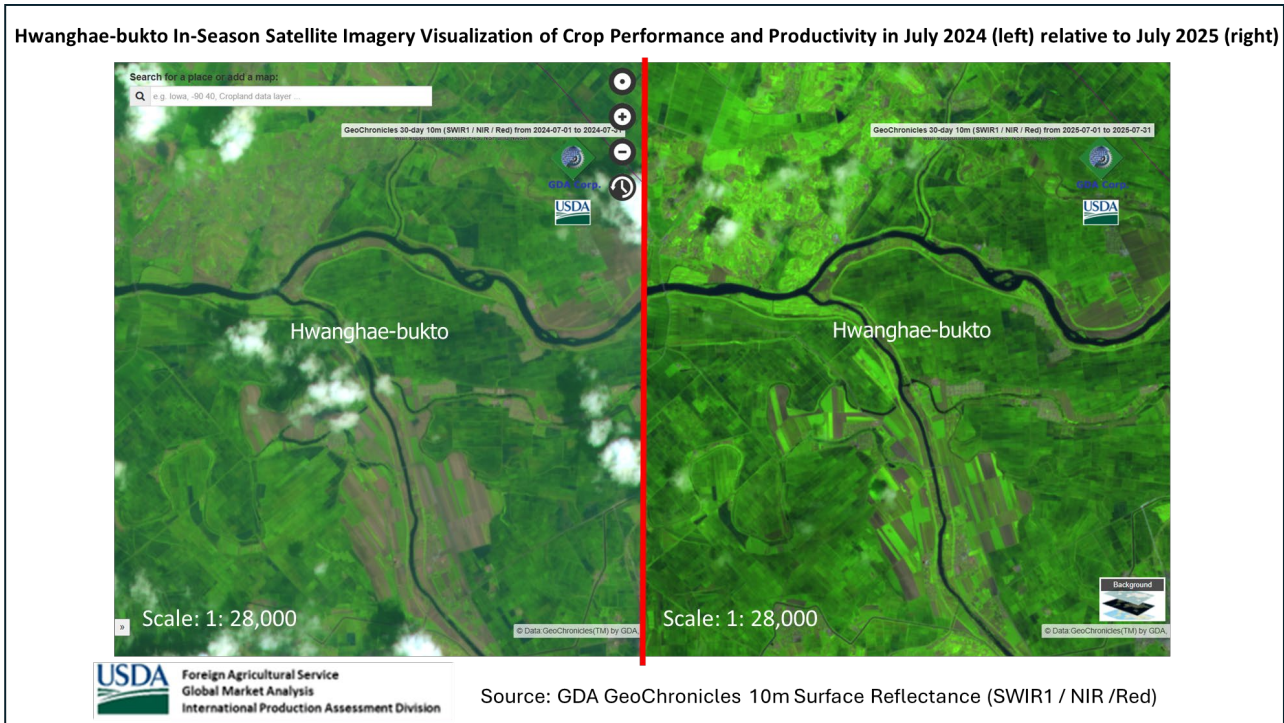 Hwanghae-bukto In-Season Satellite Imagery Visualization of Crop Performance and Productivity in July 2024 (left) relative to July 2025 (right)
Search for a place or add a map:
e.g. Iowa, -90 40, Cropland data layer ...
GeoChronicles 30-day 10m (SWIR1 / NIR / Red) from 2024-07-01 to 2024-07-31
GDA Corp.
USDA
Hwanghae-bukto
Scale: 1: 28,000
»
© Data:GeoChronicles(TM) by GDA,
GeoChronicles 30-day 10m (SWIR1 / NIR / Red) from 2025-07-01 to 2025-07-31
GDA Corp.
USDA
Hwanghae-bukto
Scale: 1: 28,000
Background
© Data:GeoChronicles(TM) by GDA,
USDA
Foreign Agricultural Service
Global Market Analysis
International Production Assessment Division
Source: GDA GeoChronicles 10m Surface Reflectance (SWIR1 / NIR /Red)